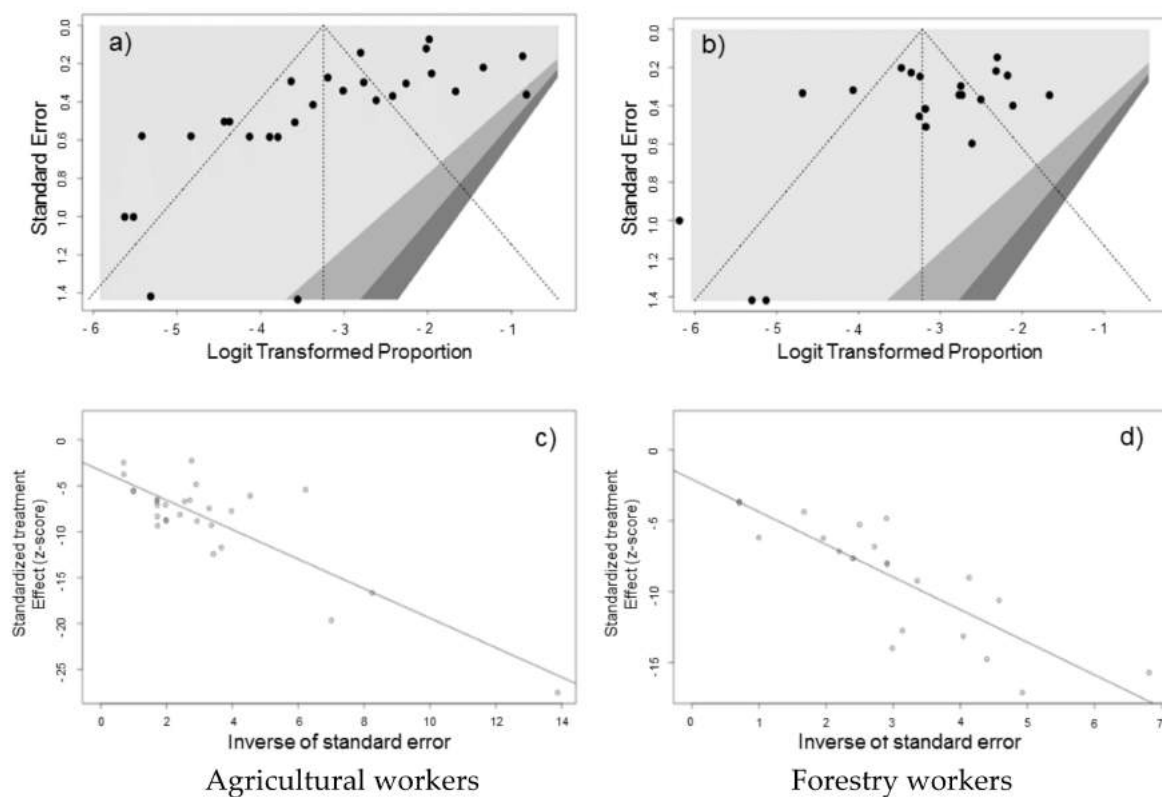 a)
0.0
0.2
0.4
0.6
0.8
1.0
1.2
1.4
Standard Error
- 6 - 5 - 4 - 3 - 2 - 1
Logit Transformed Proportion
b)
0.0
0.2
0.4
0.6
0.8
1.0
1.2
1.4
Standard Error
- 6 - 5 - 4 - 3 - 2 - 1
Logit Transformed Proportion
c)
0
-5
-10
-15
-20
-25
Standardized treatment
Effect (z-score)
0 2 4 6 8 10 12 14
Inverse of standard error
Agricultural workers
d)
0
-5
-10
-15
Standardized treatment
Effect (z-score)
0 1 2 3 4 5 6 7
Inverse of standard error
Forestry workers